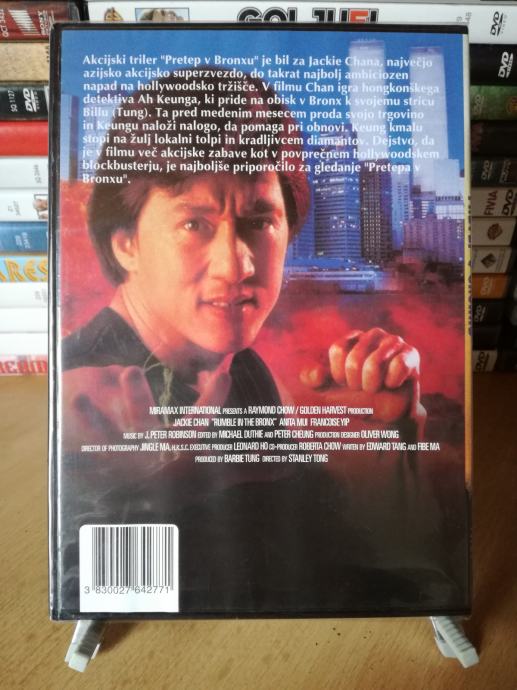 GOLJUF!
Akcijski triler "Pretep v Bronxu" je bil za Jackie Chana, največjo
azijsko akcijsko superzvezdo, do takrat najbolj ambiciozen
napad na hollywoodsko tržišče. V filmu Chan igra hongkonškega
detektiva Ah Keunga, ki pride na obisk v Bronx k svojemu stricu
Billu (Tung). Ta pred medenim mesecem proda svojo trgovino
in Keungu naloži nalogo, da pomaga pri obnovi. Keung kmalu
stopi na žulj lokalni tolpi in kradljivcem diamantov. Dejstvo, da
je v filmu več akcijske zabave kot v povprečnem hollywoodskem
blockbusterju, je najboljše priporočilo za gledanje "Pretepa v
Bronxu".
MIRAMAX INTERNATIONAL PRESENTS A RAYMOND CHOW / GOLDEN HARVEST PRODUCTION
JACKIE CHAN "RUMBLE IN THE BRONX" ANITA MUI FRANCOISE YIP
MUSIC BY J. PETER ROBINSON EDITED BY MICHAEL DUTHIE AND PETER CHEUNG PRODUCTION DESIGNER OLIVER WONG
DIRECTOR OF PHOTOGRAPHY JINGLE MA, H.K.S.C. EXECUTIVE PRODUCER LEONARD HO CO-PRODUCER ROBERTA CHOW WRITTEN BY EDWARD TANG AND FIBE MA
PRODUCED BY BARBIE TUNG DIRECTED BY STANLEY TONG
3 830027 642771